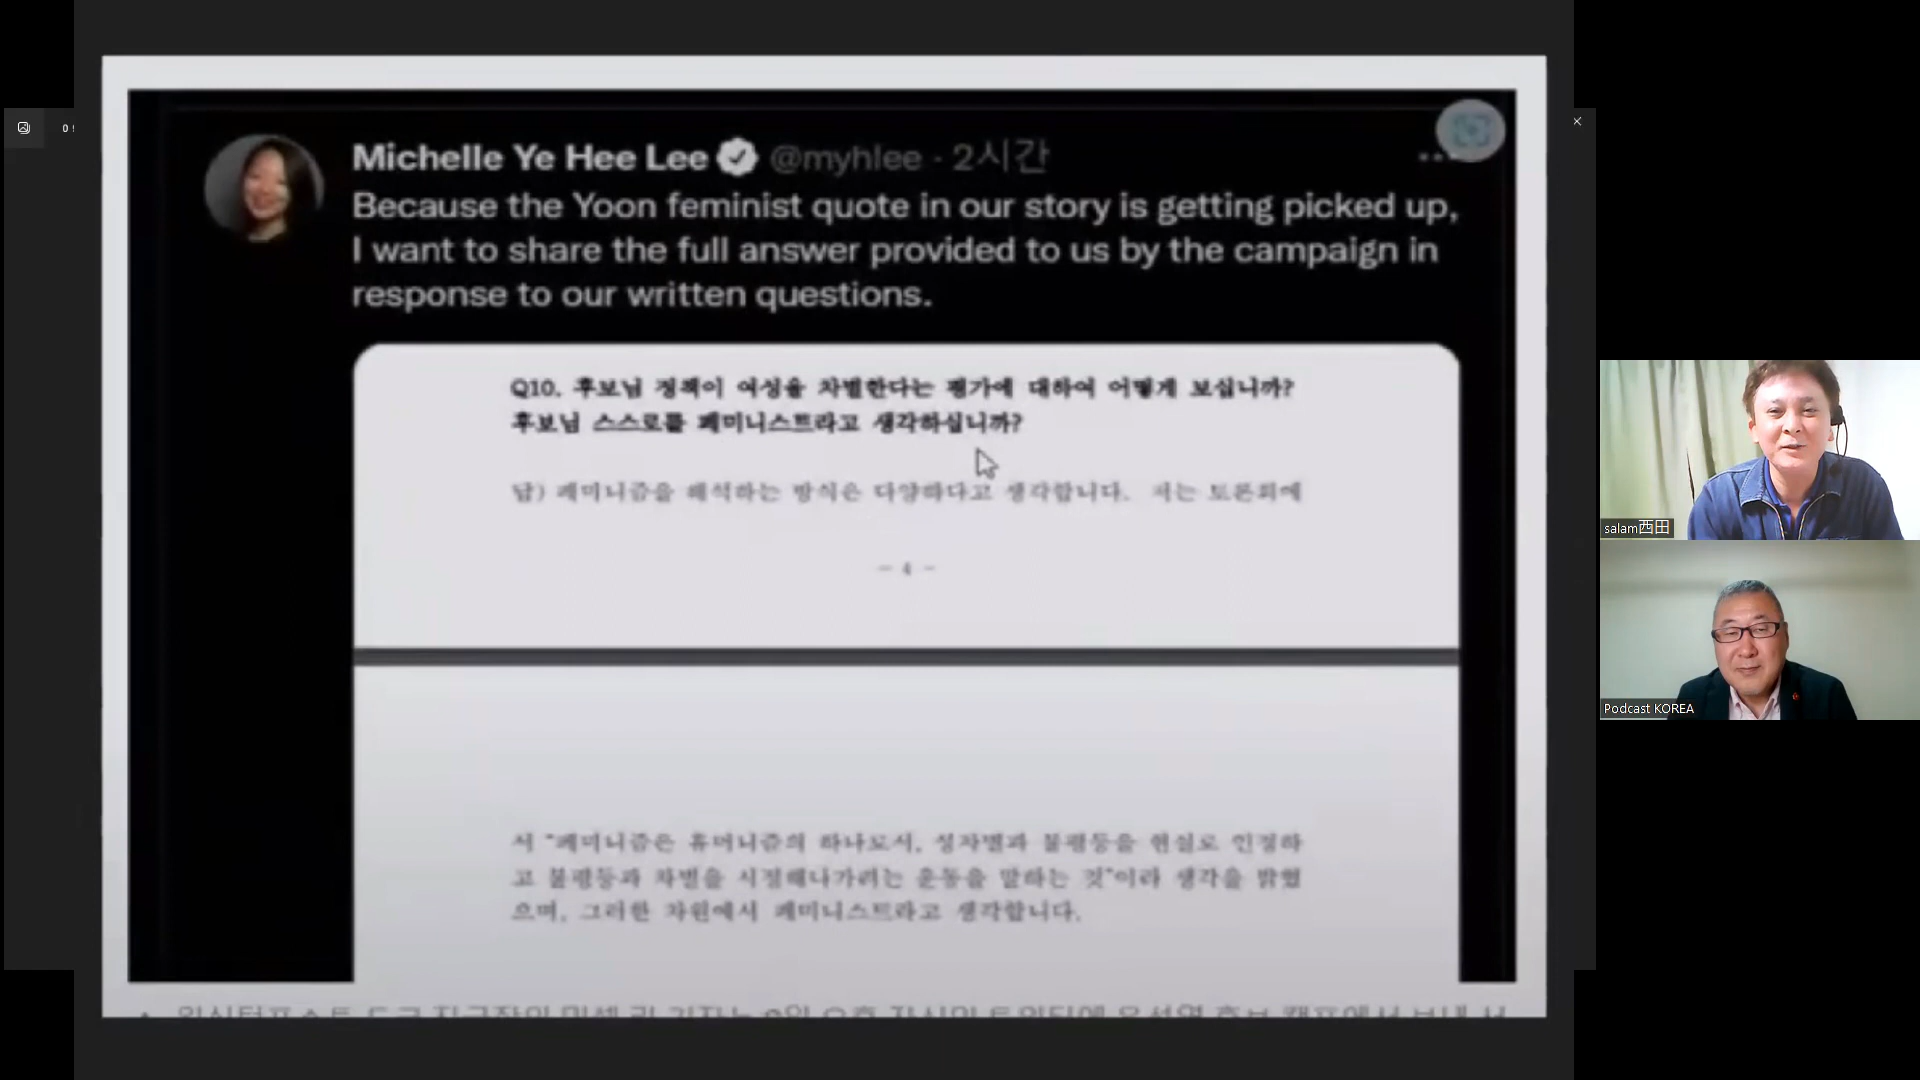 Michelle Ye Hee Lee @myhlee · 2시간
Because the Yoon feminist quote in our story is getting picked up,
I want to share the full answer provided to us by the campaign in
response to our written questions.
Q10. 후보님 정책이 여성을 차별한다는 평가에 대하여 어떻게 보십니까?
후보님 스스로를 페미니스트라고 생각하십니까?
답) 페미니즘을 해석하는 방식은 다양하다고 생각합니다. 저는 토론회에
- 4 -
서 "페미니즘은 휴머니즘의 하나로서, 성차별과 불평등을 현실로 인정하
고 불평등과 차별을 시정해나가려는 운동을 말하는 것"이라 생각을 밝혔
으며, 그러한 차원에서 페미니스트라고 생각합니다.
salam西田
Podcast KOREA